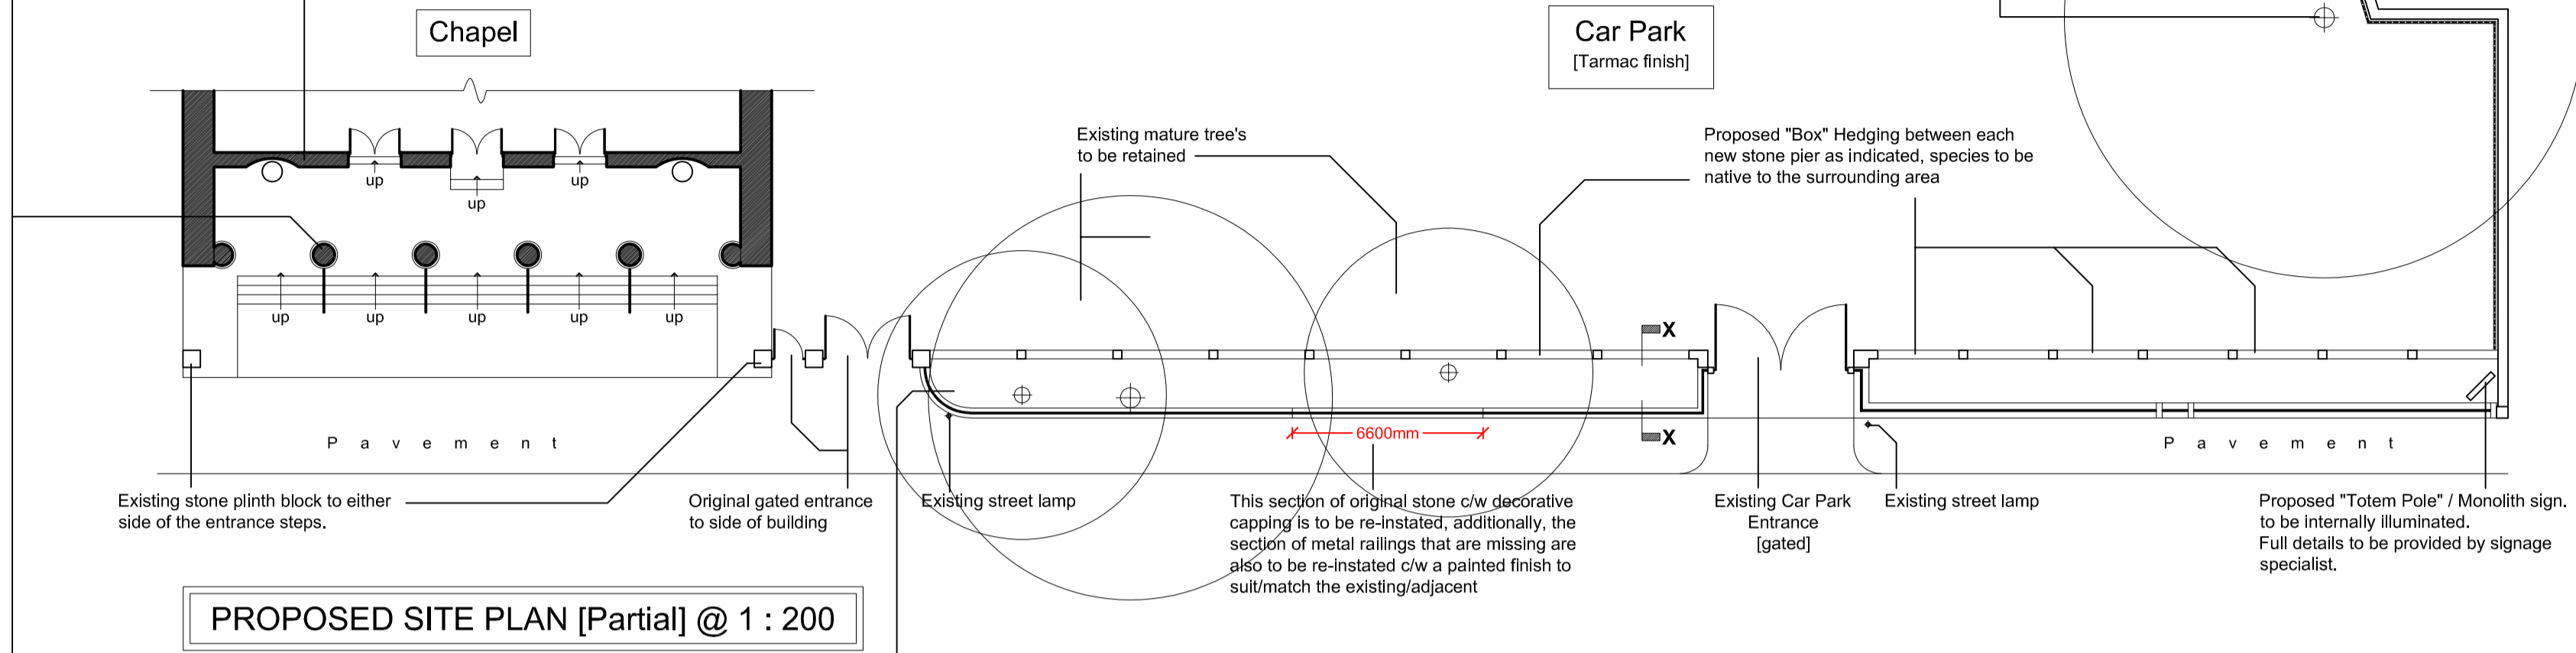 Chapel
Car Park
[Tarmac finish]
Existing mature tree's
to be retained
Proposed "Box" Hedging between each
new stone pier as indicated, species to be
native to the surrounding area
up
up
up
up
up
up
up
up
X
X
6600mm
P a v e m e n t
P a v e m e n t
Existing stone plinth block to either
side of the entrance steps.
Original gated entrance
to side of building
Existing street lamp
This section of original stone c/w decorative
capping is to be re-instated, additionally, the
section of metal railings that are missing are
also to be re-instated c/w a painted finish to
suit/match the existing/adjacent
Existing Car Park
Entrance
[gated]
Existing street lamp
Proposed "Totem Pole" / Monolith sign.
to be internally illuminated.
Full details to be provided by signage
specialist.
PROPOSED SITE PLAN [Partial] @ 1 : 200